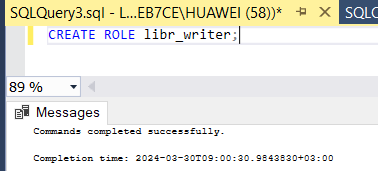 SQLQuery3.sql - L...EB7CE\HUAWEI (58))* SQLQ
CREATE ROLE libr_writer;
89 %
Messages
Commands completed successfully.
Completion time: 2024-03-30T09:00:30.9843830+03:00